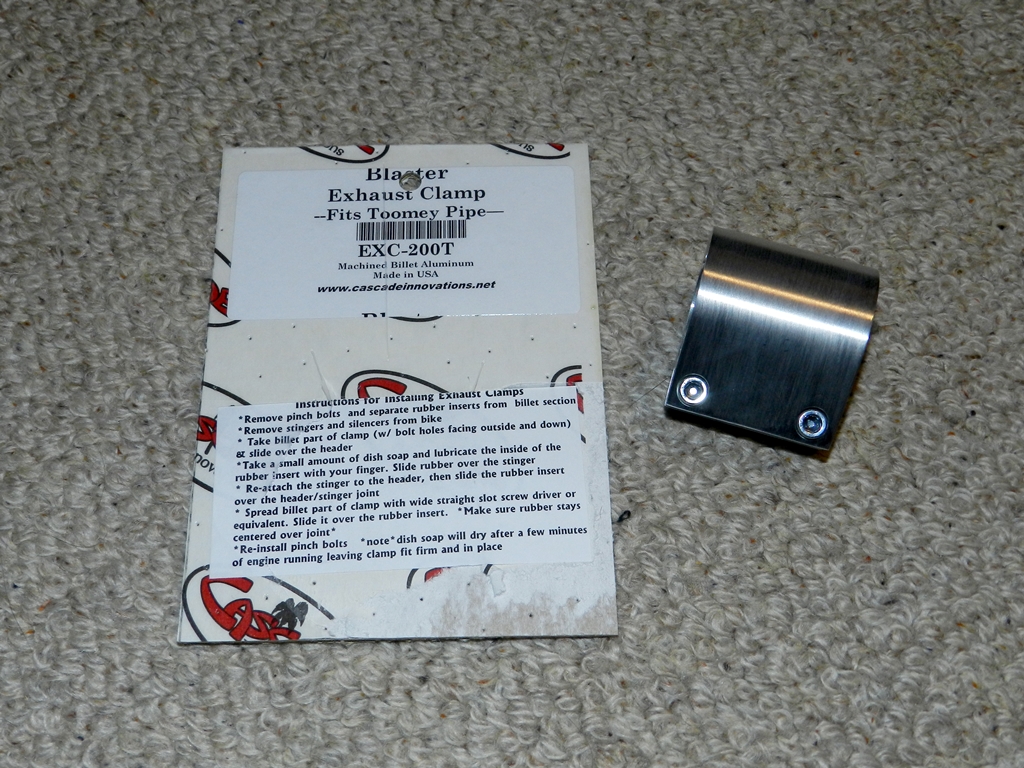 Blaster
Exhaust Clamp
--Fits Toomey Pipe—
EXC-200T
Machined Billet Aluminum
Made in USA
www.cascadeinnovations.net
Instructions for Installing Exhaust Clamps
*Remove pinch bolts and separate rubber inserts from billet section
*Remove stingers and silencers from bike
* Take billet part of clamp (w/ bolt holes facing outside and down)
& slide over the header
*Take a small amount of dish soap and lubricate the inside of the
rubber insert with your finger. Slide rubber over the stinger
* Re-attach the stinger to the header, then slide the rubber insert
over the header/stinger joint
* Spread billet part of clamp with wide straight slot screw driver or
equivalent. Slide it over the rubber insert. *Make sure rubber stays
centered over joint*
*Re-install pinch bolts *note*dish soap will dry after a few minutes
of engine running leaving clamp fit firm and in place